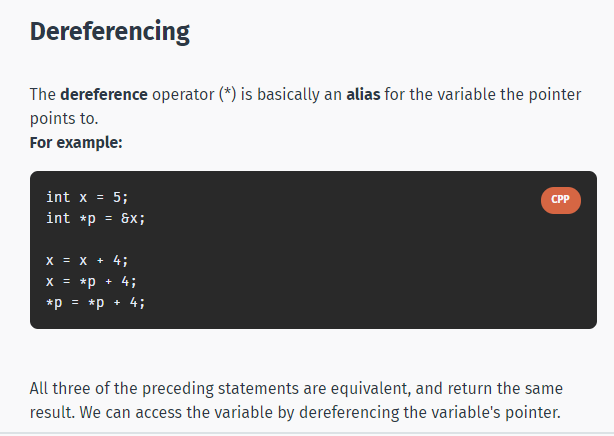 Dereferencing
The dereference operator (*) is basically an alias for the variable the pointer
points to.
For example:
CPP
int x = 5;
int *p = &x;
x = x + 4;
x = *p + 4;
*p = *p + 4;
All three of the preceding statements are equivalent, and return the same
result. We can access the variable by dereferencing the variable's pointer.